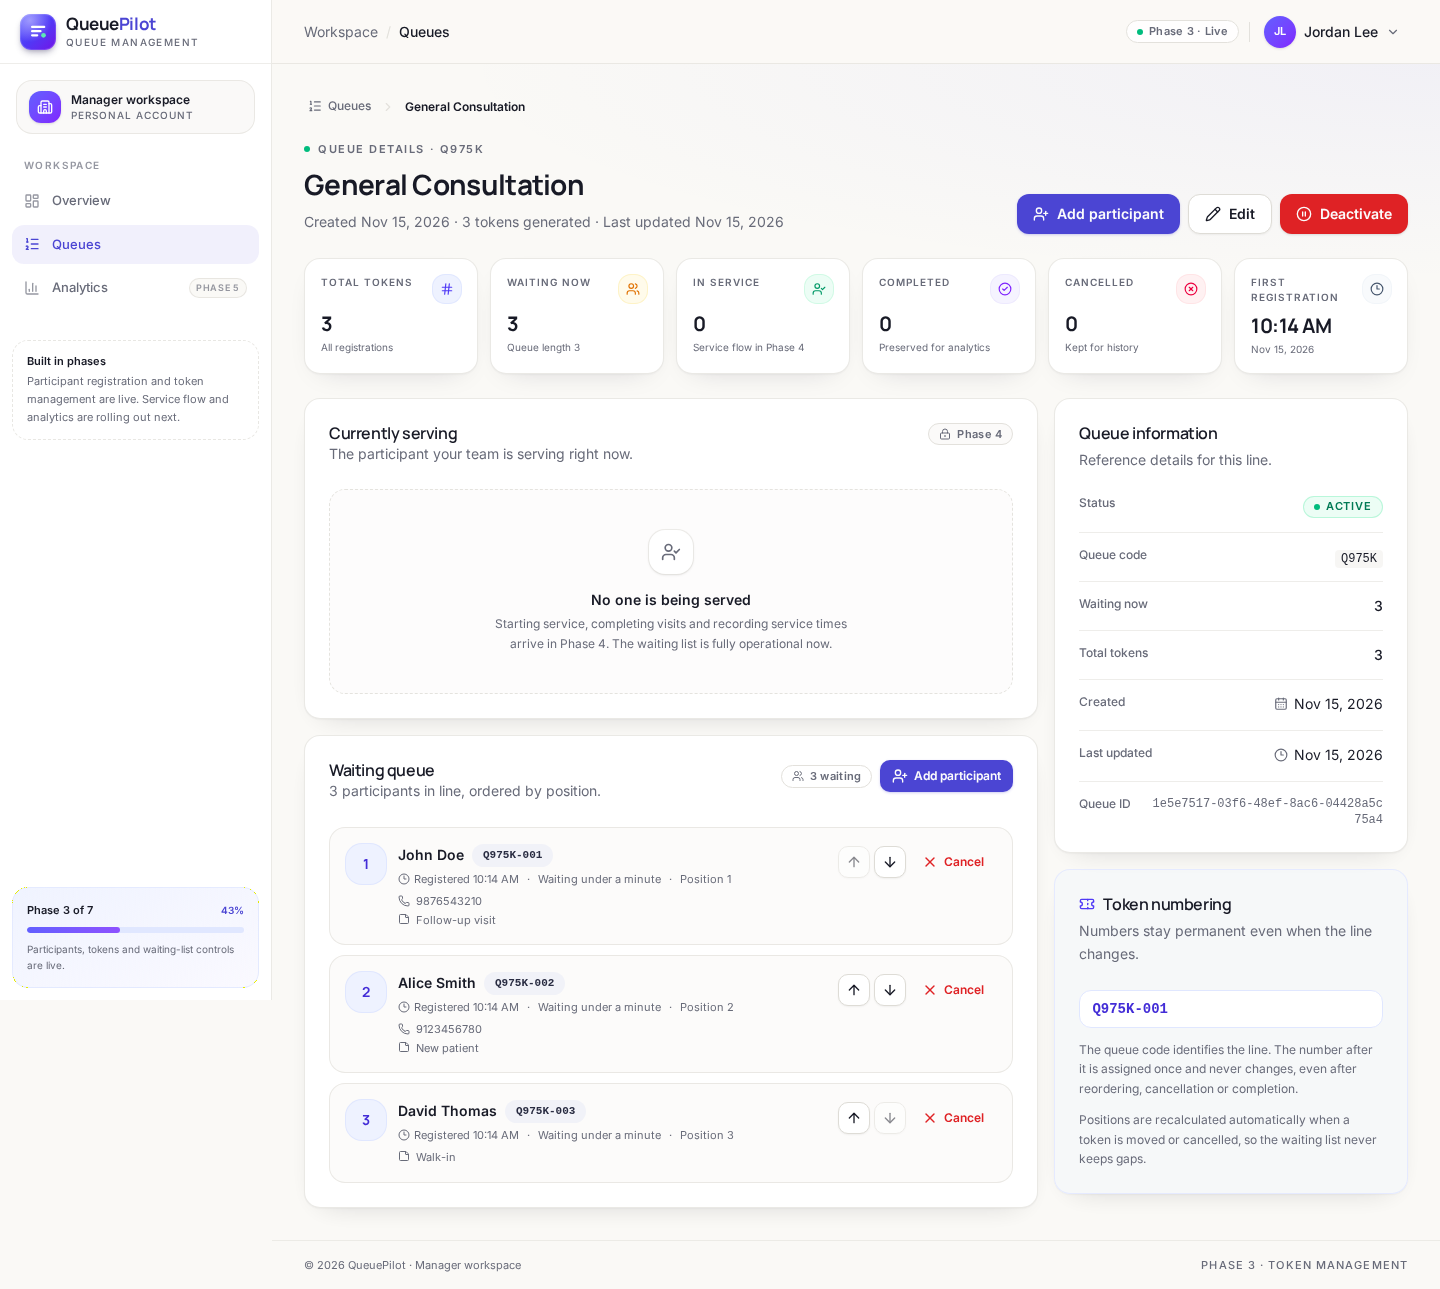 QueuePilot
QUEUE MANAGEMENT
Manager workspace
PERSONAL ACCOUNT
WORKSPACE
Overview
Queues
Analytics
PHASE 5
Built in phases
Participant registration and token
management are live. Service flow and
analytics are rolling out next.
Phase 3 of 7
43%
Participants, tokens and waiting-list controls
are live.
Workspace / Queues
Phase 3 · Live
JL
Jordan Lee
Queues
General Consultation
QUEUE DETAILS · Q975K
General Consultation
Created Nov 15, 2026 · 3 tokens generated · Last updated Nov 15, 2026
Add participant
Edit
Deactivate
TOTAL TOKENS
3
All registrations
WAITING NOW
3
Queue length 3
IN SERVICE
0
Service flow in Phase 4
COMPLETED
0
Preserved for analytics
CANCELLED
0
Kept for history
FIRST
REGISTRATION
10:14 AM
Nov 15, 2026
Currently serving
The participant your team is serving right now.
Phase 4
No one is being served
Starting service, completing visits and recording service times
arrive in Phase 4. The waiting list is fully operational now.
Waiting queue
3 participants in line, ordered by position.
3 waiting
Add participant
1
John Doe
Q975K-001
Registered 10:14 AM · Waiting under a minute · Position 1
9876543210
Follow-up visit
Cancel
2
Alice Smith
Q975K-002
Registered 10:14 AM · Waiting under a minute · Position 2
9123456780
New patient
Cancel
3
David Thomas
Q975K-003
Registered 10:14 AM · Waiting under a minute · Position 3
Walk-in
Cancel
Queue information
Reference details for this line.
Status
ACTIVE
Queue code
Q975K
Waiting now
3
Total tokens
3
Created
Nov 15, 2026
Last updated
Nov 15, 2026
Queue ID
1e5e7517-03f6-48ef-8ac6-04428a5c
75a4
Token numbering
Numbers stay permanent even when the line
changes.
Q975K-001
The queue code identifies the line. The number after
it is assigned once and never changes, even after
reordering, cancellation or completion.
Positions are recalculated automatically when a
token is moved or cancelled, so the waiting list never
keeps gaps.
© 2026 QueuePilot · Manager workspace
PHASE 3 · TOKEN MANAGEMENT